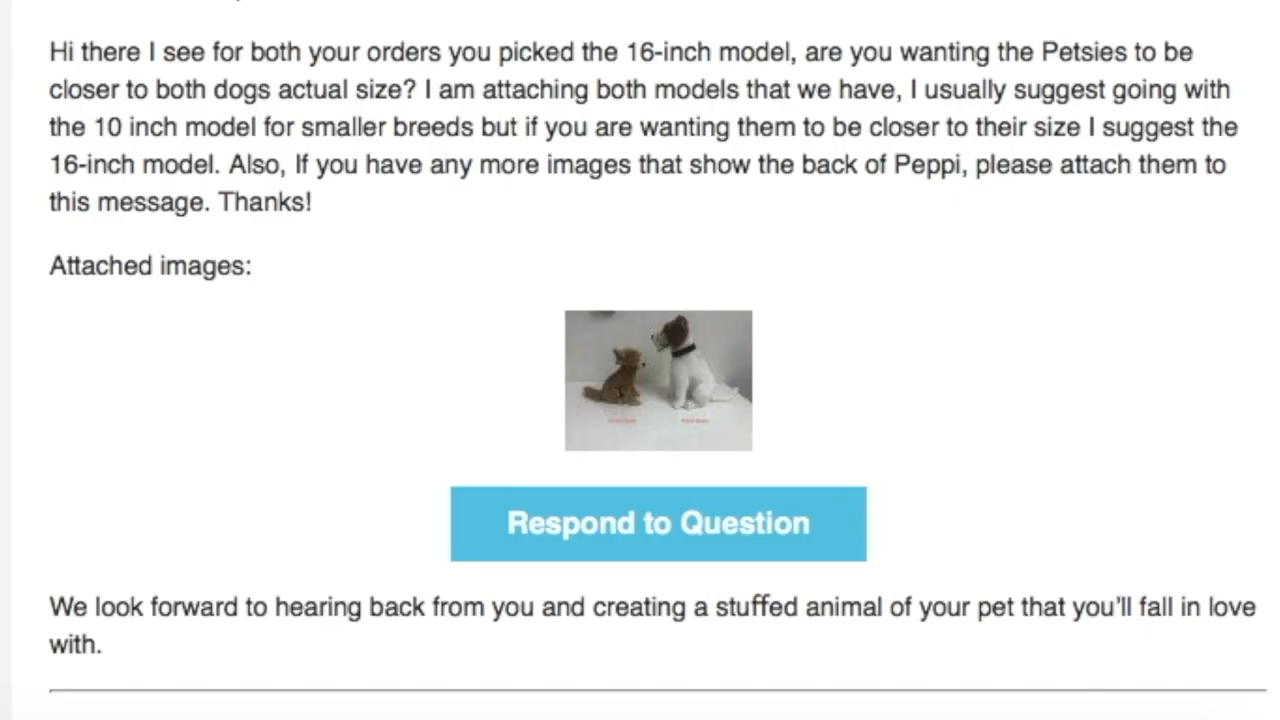 Hi there I see for both your orders you picked the 16-inch model, are you wanting the Petsies to be
closer to both dogs actual size? I am attaching both models that we have, I usually suggest going with
the 10 inch model for smaller breeds but if you are wanting them to be closer to their size I suggest the
16-inch model. Also, If you have any more images that show the back of Peppi, please attach them to
this message. Thanks!
Attached images:
Respond to Question
We look forward to hearing back from you and creating a stuffed animal of your pet that you'll fall in love
with.